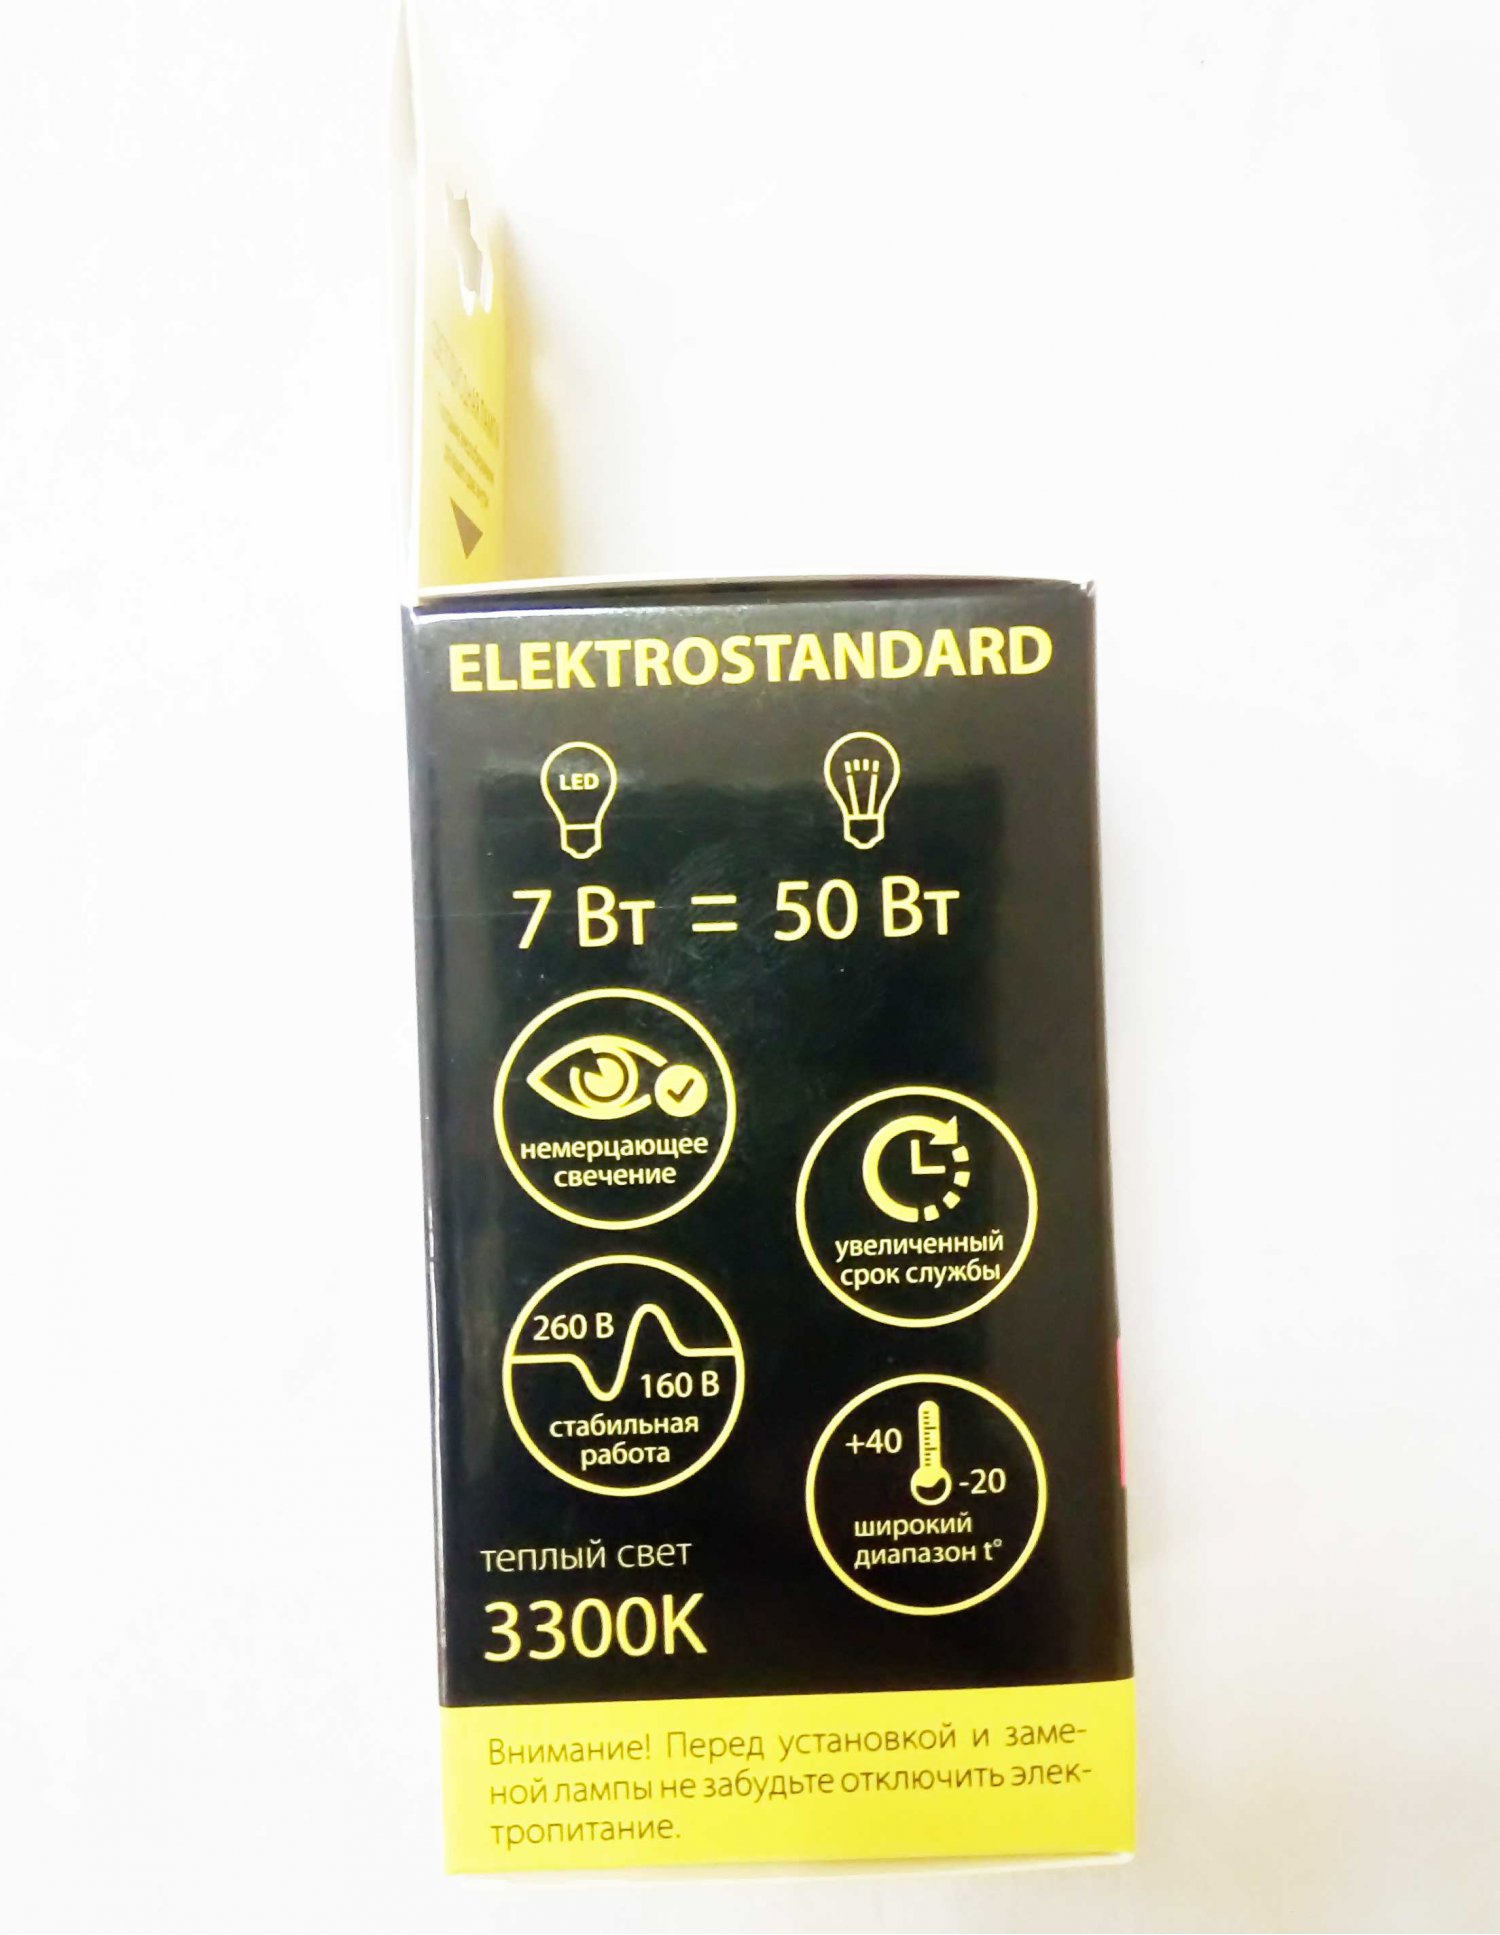 ELEKTROSTANDARD
LED
7 Вт = 50 Вт
немерцающее
свечение
увеличенный
срок службы
260 В
160 В
стабильная
работа
+40
-20
широкий
диапазон t°
теплый свет
3300K
Внимание! Перед установкой и заме-
ной лампы не забудьте отключить элек-
тропитание.